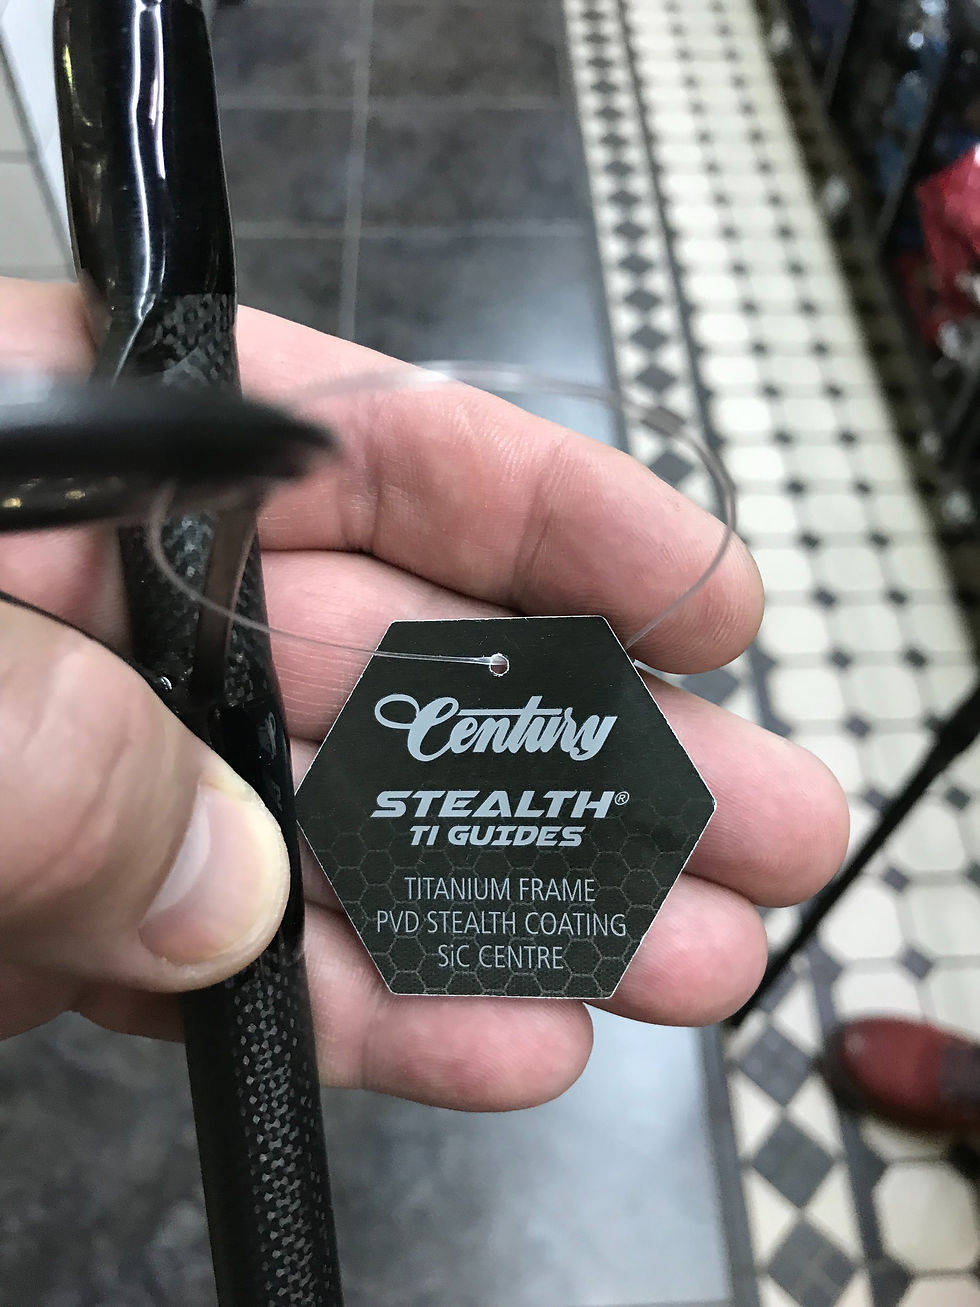 Century
STEALTH®
TI GUIDES
TITANIUM FRAME
PVD STEALTH COATING
SiC CENTRE